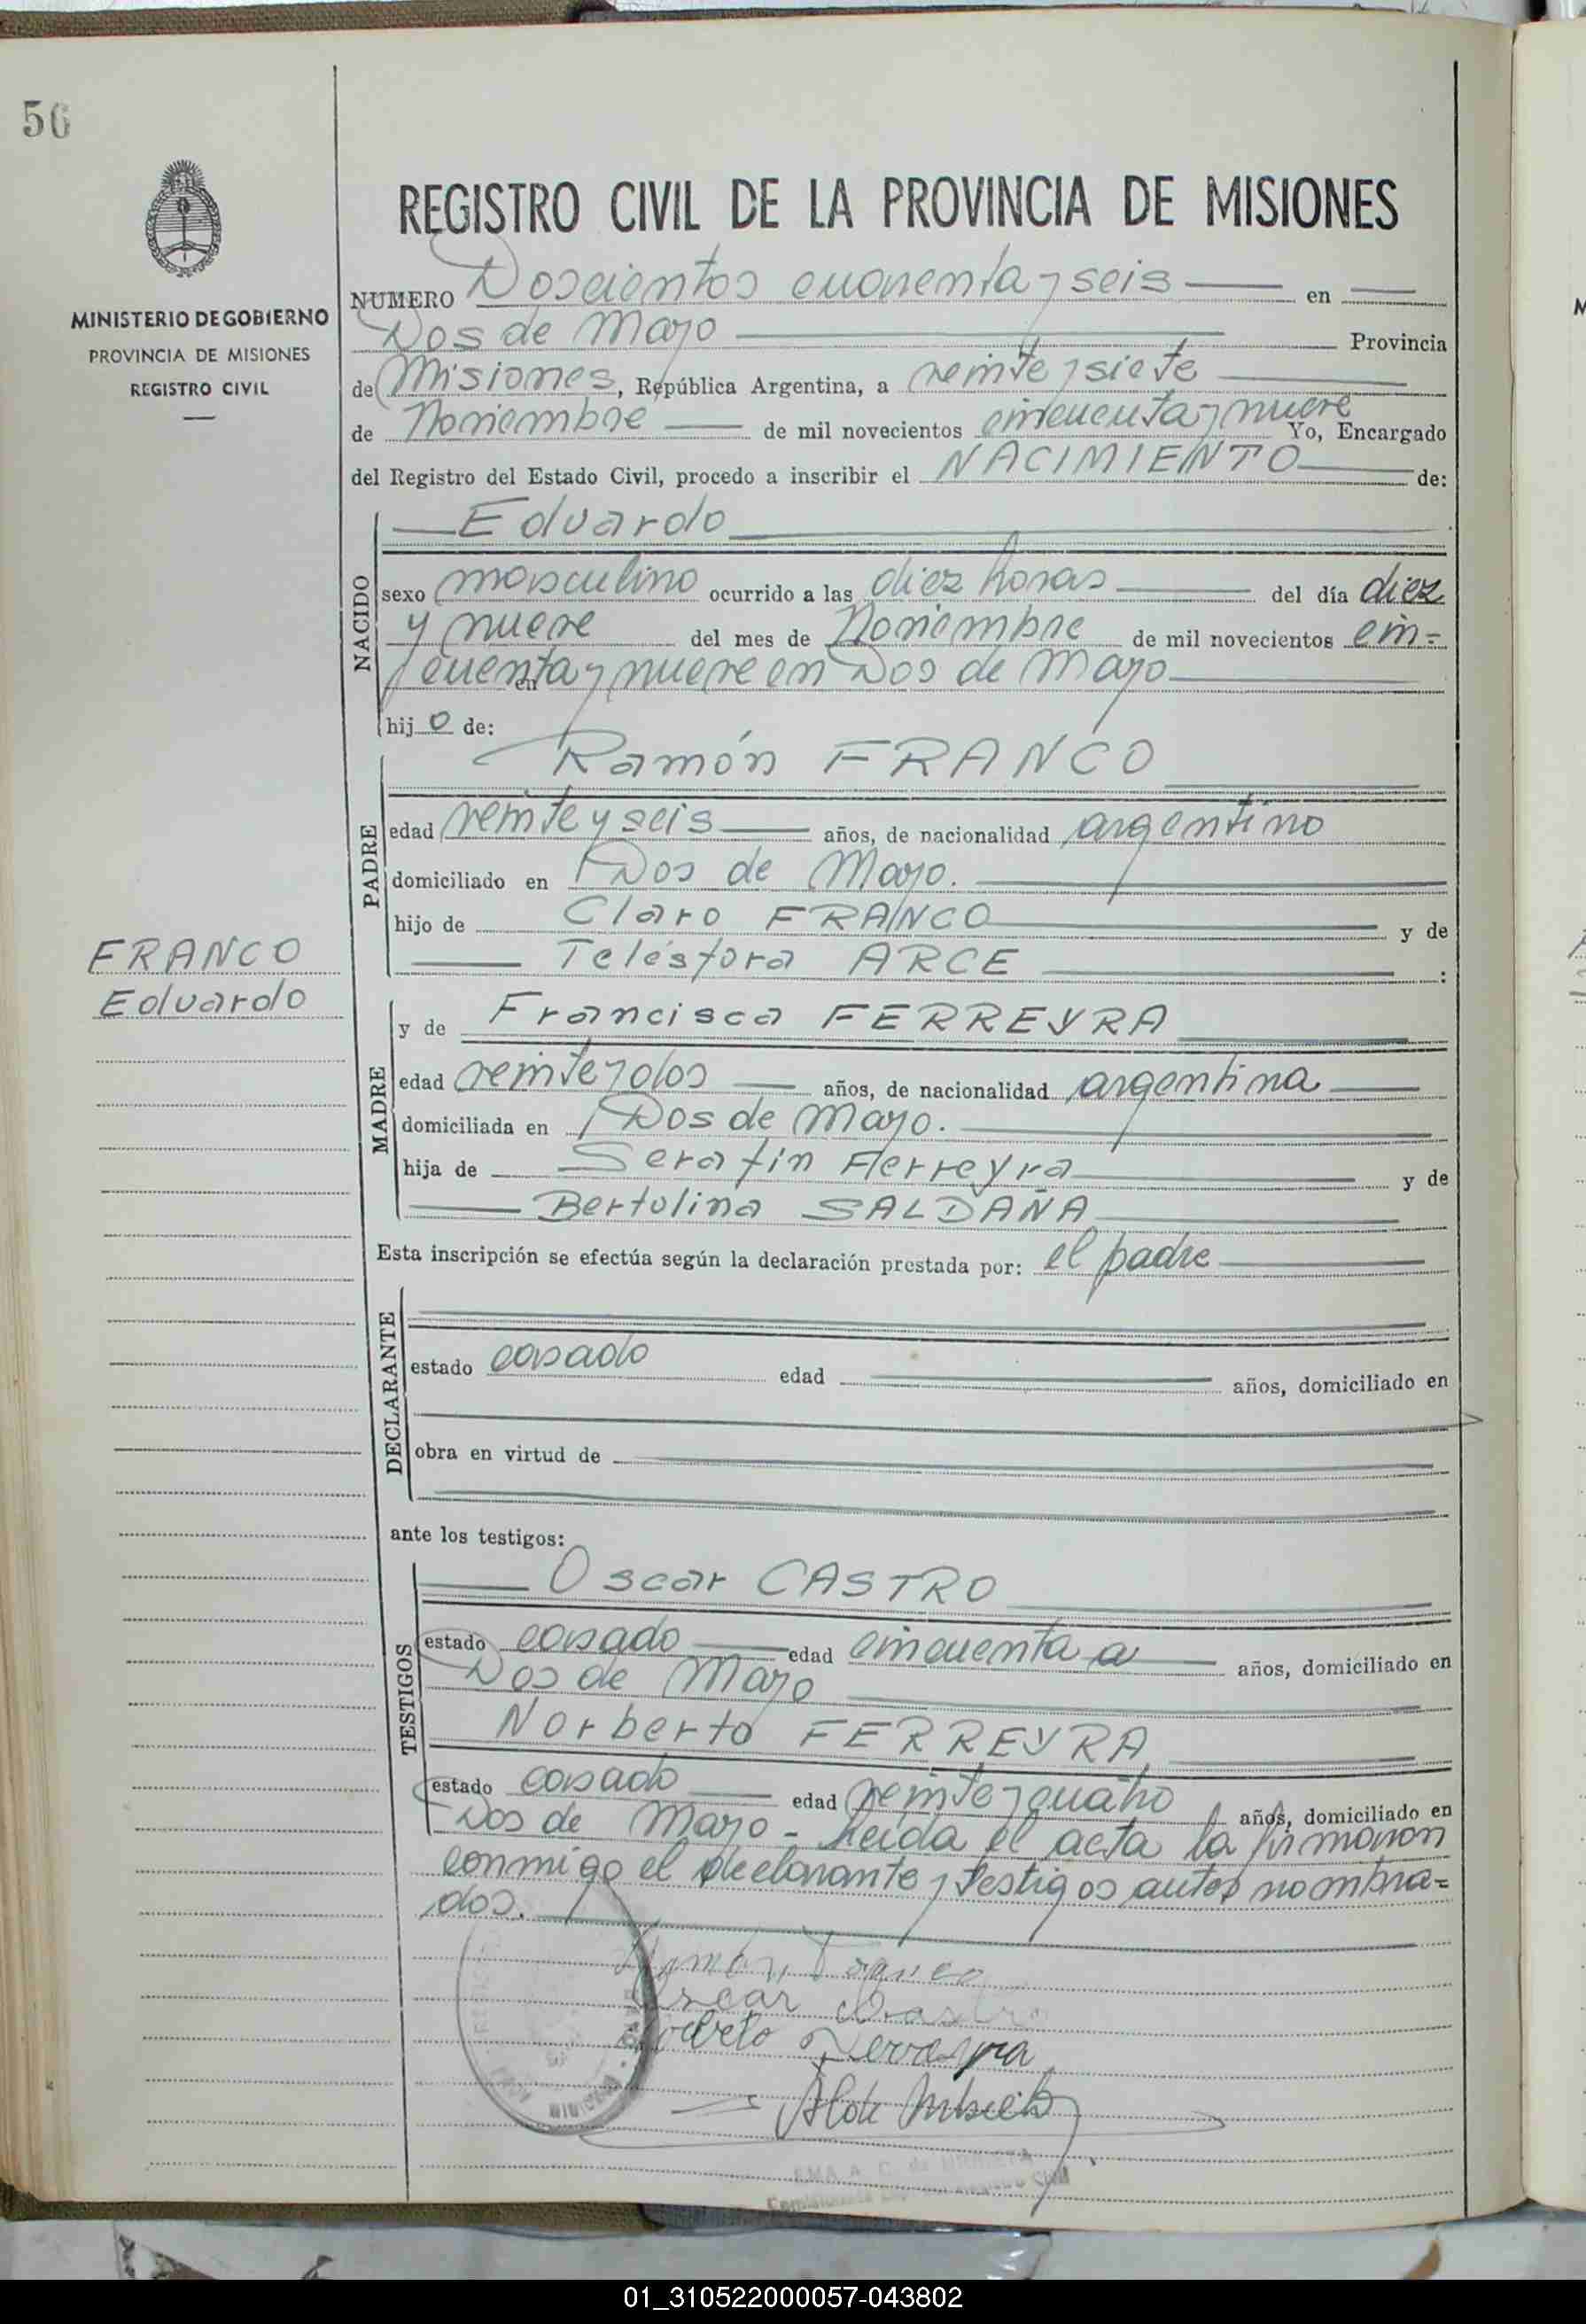 56
MINISTERIO DE GOBIERNO
PROVINCIA DE MISIONES
REGISTRO CIVIL
FRANCO
Eduardo
REGISTRO CIVIL DE LA PROVINCIA DE MISIONES
NUMERO Doscientos cuarenta y seis en
Dos de Mayo Provincia
de Misiones, República Argentina, a veinte y siete
de Noviembre de mil novecientos cincuenta y nueve Yo, Encargado
del Registro del Estado Civil, procedo a inscribir el NACIMIENTO de:
NACIDO
Eduardo
sexo masculino ocurrido a las diez horas del día diez
y nueve del mes de Noviembre de mil novecientos cin=
cuenta y nueve en Dos de Mayo
en
hijo de:
PADRE
Ramón FRANCO
edad veinte y seis años, de nacionalidad argentino
domiciliado en Dos de Mayo.
hijo de Claro FRANCO y de
Telésfora ARCE :
MADRE
y de Francisca FERREYRA
edad veinte y dos años, de nacionalidad argentina
domiciliada en Dos de Mayo.
hija de Serafín Ferreyra y de
Bertolina SALDAÑA
Esta inscripción se efectúa según la declaración prestada por: el padre
DECLARANTE
estado casado edad años, domiciliado en
obra en virtud de
ante los testigos:
TESTIGOS
Oscar CASTRO
estado casado edad cincuenta a años, domiciliado en
Dos de Mayo
Norberto FERREYRA
estado casado edad veinte y cuatro años, domiciliado en
Dos de Mayo - Leida el acta la firmaron
conmigo el declarante y testigos antes nombra=
dos.
Ramón Franco
Oscar Castro
Norberto Ferreyra
01_310522000057-043802